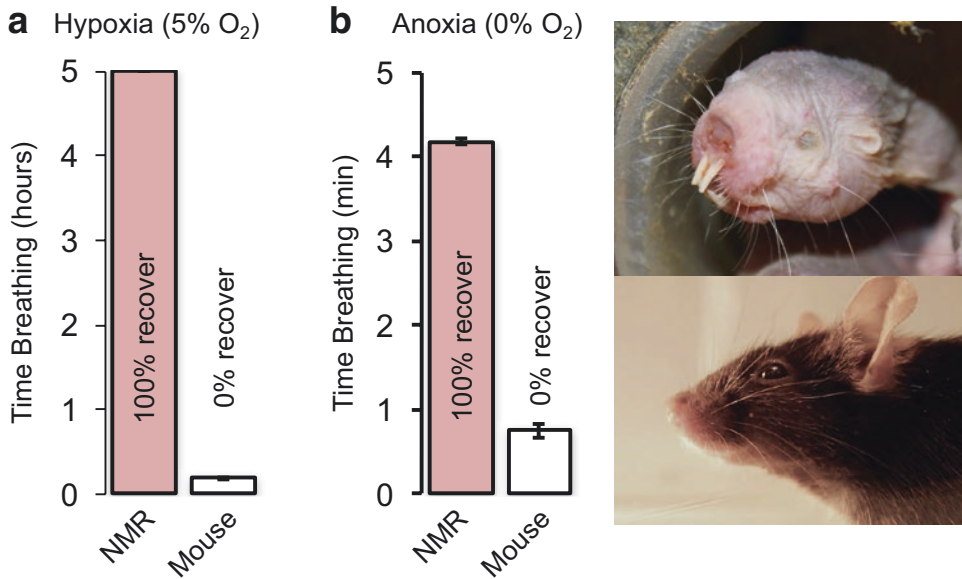 a Hypoxia (5% O₂)
Time Breathing (hours)
5
4
3
2
1
0
100% recover
0% recover
NMR
Mouse
b Anoxia (0% O₂)
Time Breathing (min)
5
4
3
2
1
0
100% recover
0% recover
NMR
Mouse